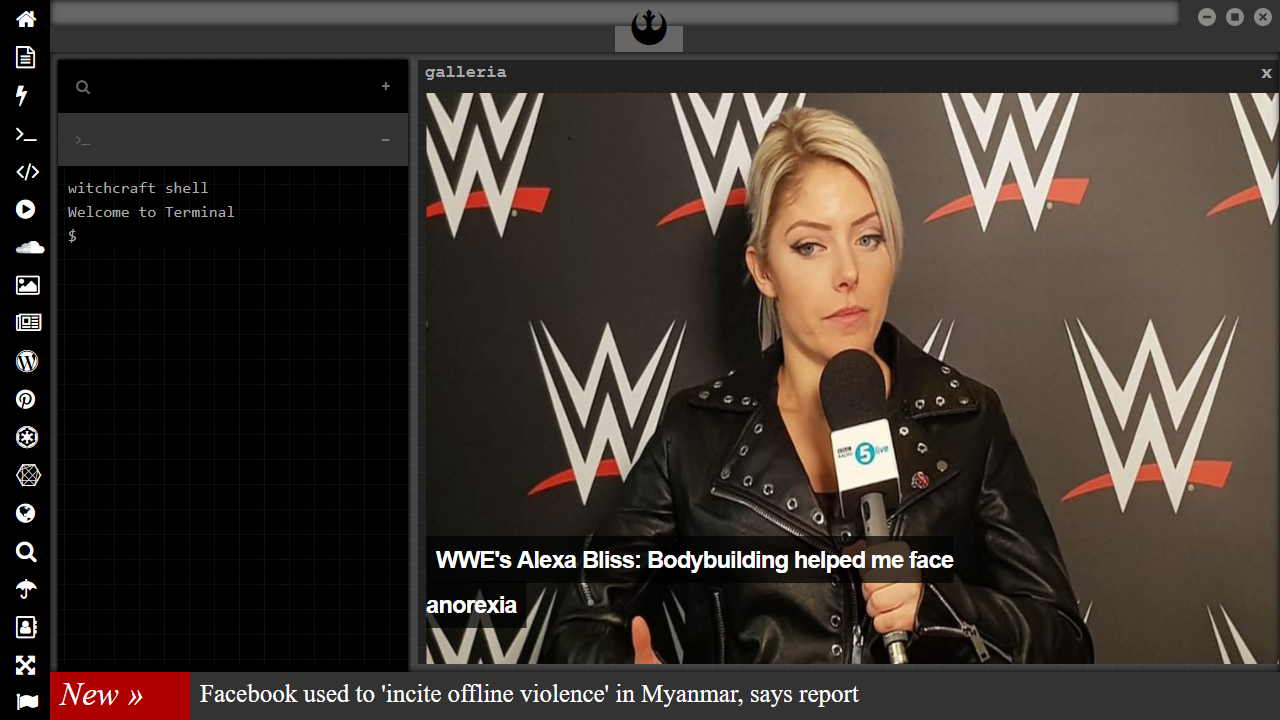 galleria x
witchcraft shell
Welcome to Terminal
$
W W W W
W W
BBC
RADIO 5 live
WWE's Alexa Bliss: Bodybuilding helped me face
anorexia
New » Facebook used to 'incite offline violence' in Myanmar, says report